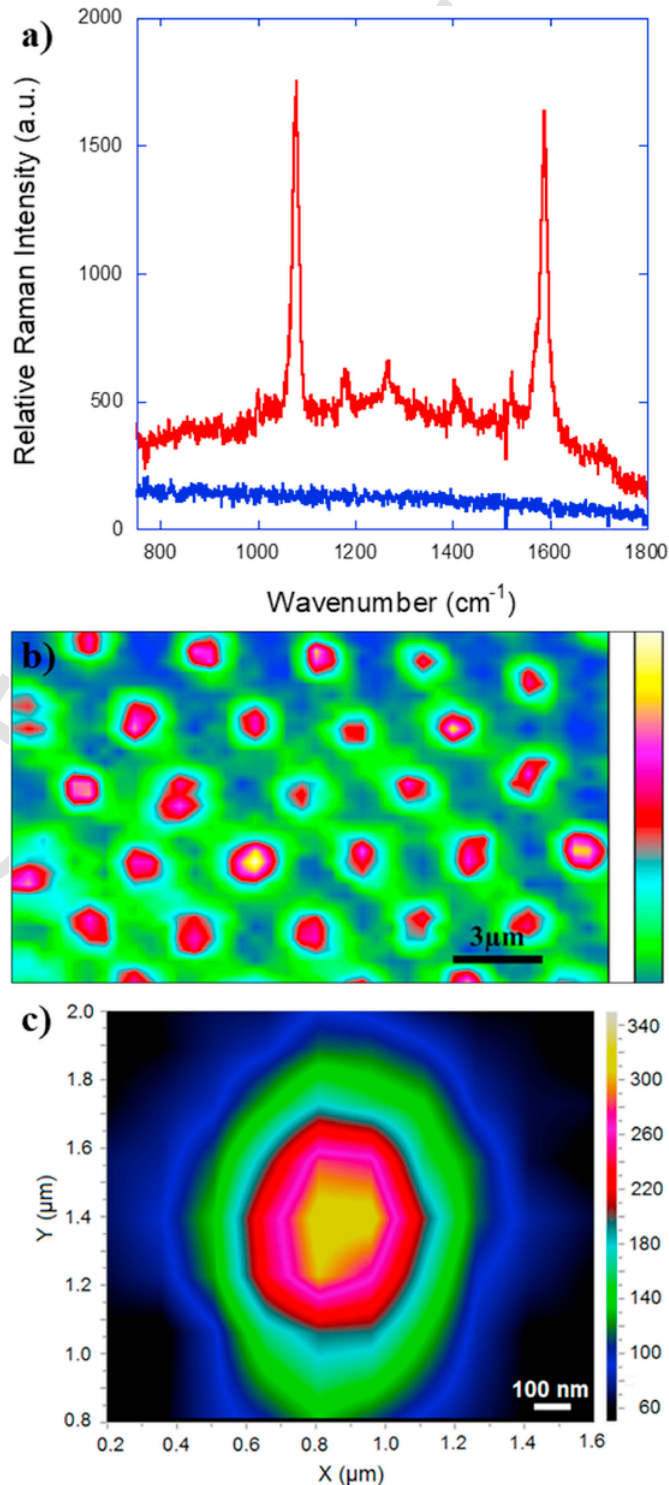 a)
2000
1500
1000
500
0
Relative Raman Intensity (a.u.)
800 1000 1200 1400 1600 1800
Wavenumber (cm-1)
b)
3μm
c)
2.0
1.8
1.6
1.4
1.2
1.0
0.8
Y (μm)
340
300
260
220
180
140
100
60
100 nm
0.2 0.4 0.6 0.8 1.0 1.2 1.4 1.6
X (μm)